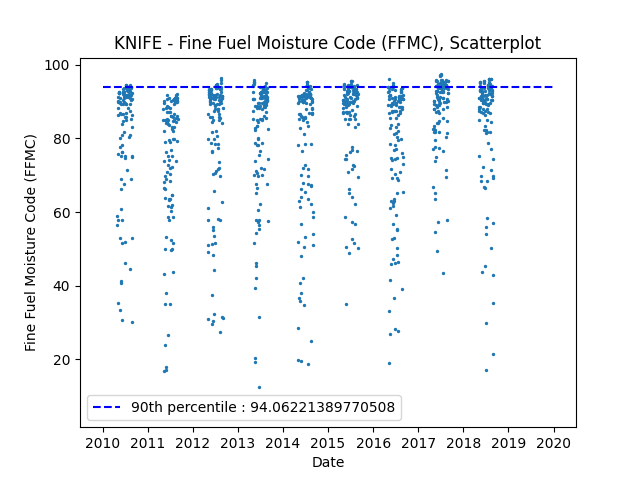 KNIFE - Fine Fuel Moisture Code (FFMC), Scatterplot
Fine Fuel Moisture Code (FFMC)
100
80
60
40
20
90th percentile : 94.06221389770508
2010 2011 2012 2013 2014 2015 2016 2017 2018 2019 2020
Date